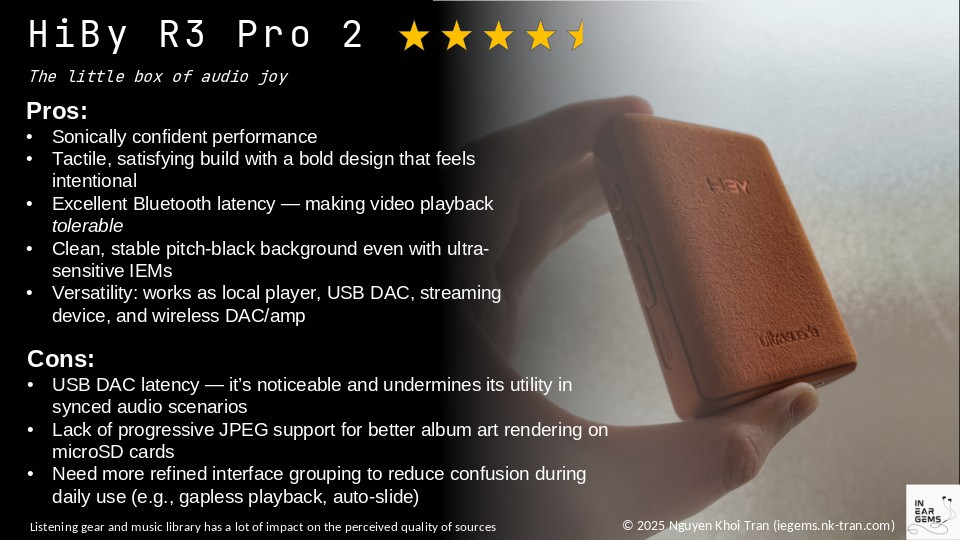 HiBy R3 Pro 2
The little box of audio joy
Pros:
• Sonically confident performance
• Tactile, satisfying build with a bold design that feels
intentional
• Excellent Bluetooth latency — making video playback
tolerable
• Clean, stable pitch-black background even with ultra-
sensitive IEMs
• Versatility: works as local player, USB DAC, streaming
device, and wireless DAC/amp
Cons:
• USB DAC latency — it’s noticeable and undermines its utility in
synced audio scenarios
• Lack of progressive JPEG support for better album art rendering on
microSD cards
• Need more refined interface grouping to reduce confusion during
daily use (e.g., gapless playback, auto-slide)
HiBY
Ultrasuede
Listening gear and music library has a lot of impact on the perceived quality of sources
© 2025 Nguyen Khoi Tran (iegems.nk-tran.com)
IN
EAR
GEMS